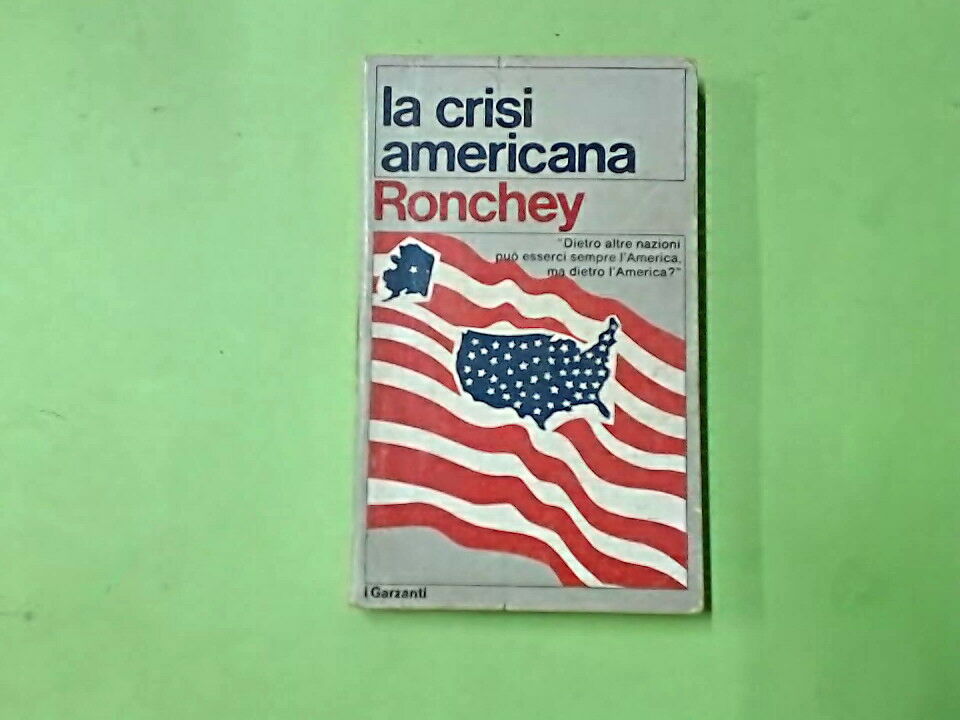 la crisi
americana
Ronchey
"Dietro altre nazioni
può esserci sempre l'America,
ma dietro l'America?"
i Garzanti